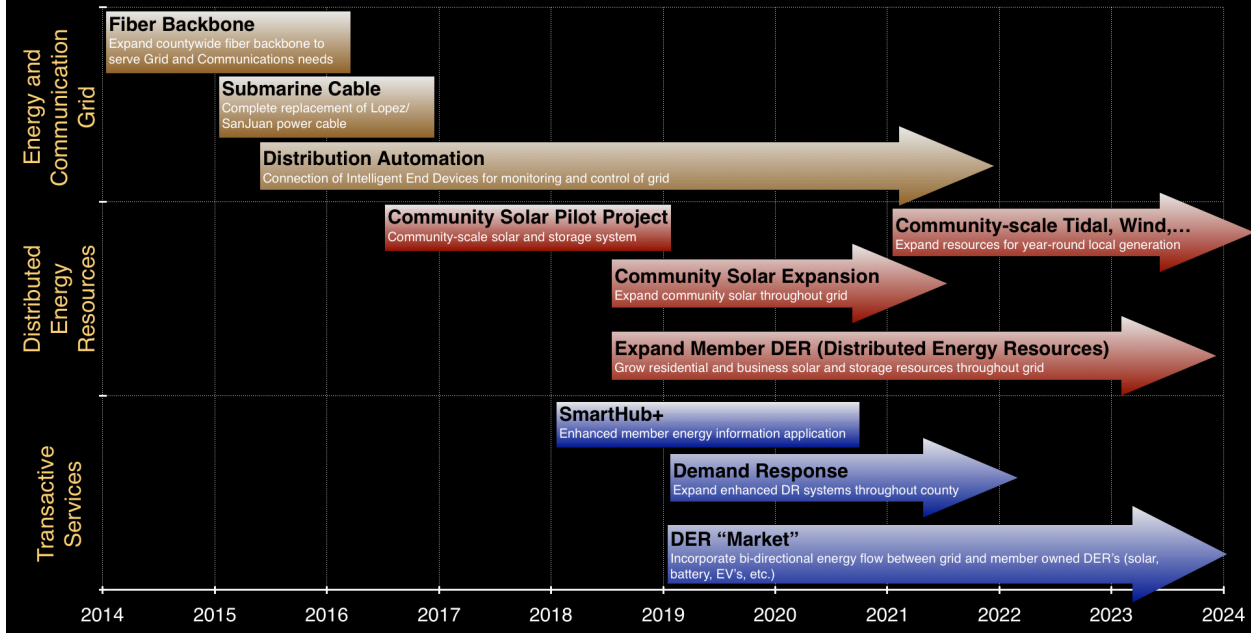 Energy and
Communication
Grid
Fiber Backbone
Expand countywide fiber backbone to
serve Grid and Communications needs
Submarine Cable
Complete replacement of Lopez/
SanJuan power cable
Distribution Automation
Connection of Intelligent End Devices for monitoring and control of grid
Distributed
Energy
Resources
Community Solar Pilot Project
Community-scale solar and storage system
Community-scale Tidal, Wind,...
Expand resources for year-round local generation
Community Solar Expansion
Expand community solar throughout grid
Expand Member DER (Distributed Energy Resources)
Grow residential and business solar and storage resources throughout grid
Transactive
Services
SmartHub+
Enhanced member energy information application
Demand Response
Expand enhanced DR systems throughout county
DER “Market”
Incorporate bi-directional energy flow between grid and member owned DER's (solar,
battery, EV's, etc.)
2014 2015 2016 2017 2018 2019 2020 2021 2022 2023 2024